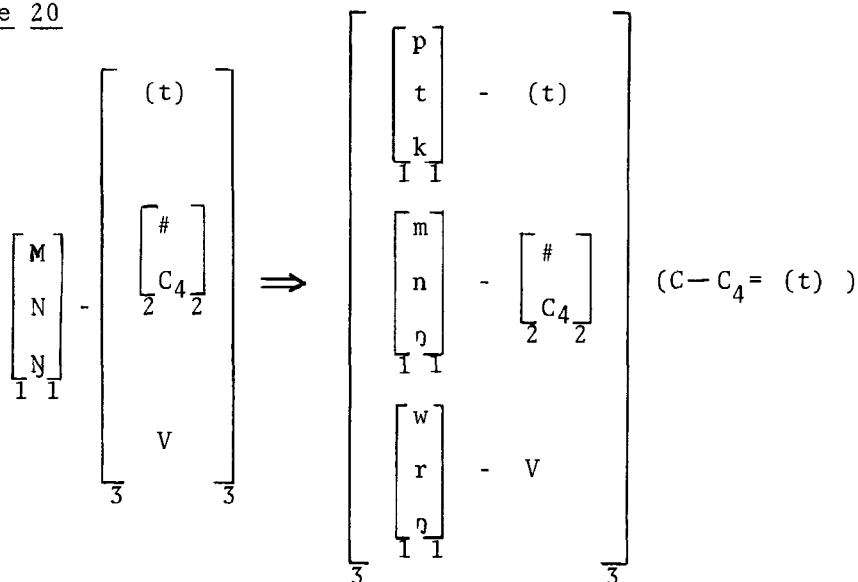 e 20
p
(t) t - (t)
k
1 1
# m #
M
N - C4 ⇒ n - C4 (C—C4= (t) )
2 2 2 2
Ŋ ŋ
1 1 1 1
w
V r - V
3 3
ŋ
1 1
3 3